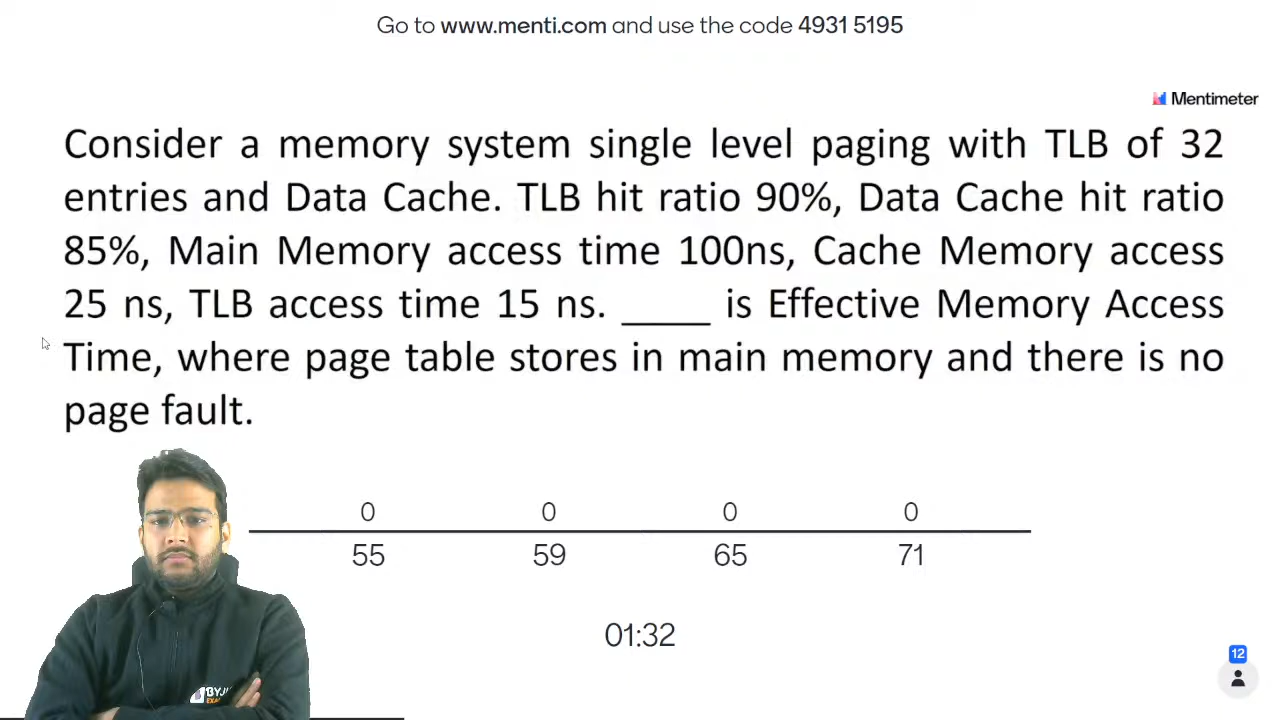 Go to www.menti.com and use the code 4931 5195
Mentimeter
Consider a memory system single level paging with TLB of 32
entries and Data Cache. TLB hit ratio 90%, Data Cache hit ratio
85%, Main Memory access time 100ns, Cache Memory access
25 ns, TLB access time 15 ns. ____ is Effective Memory Access
Time, where page table stores in main memory and there is no
page fault.
0 0 0 0
55 59 65 71
01:32
12